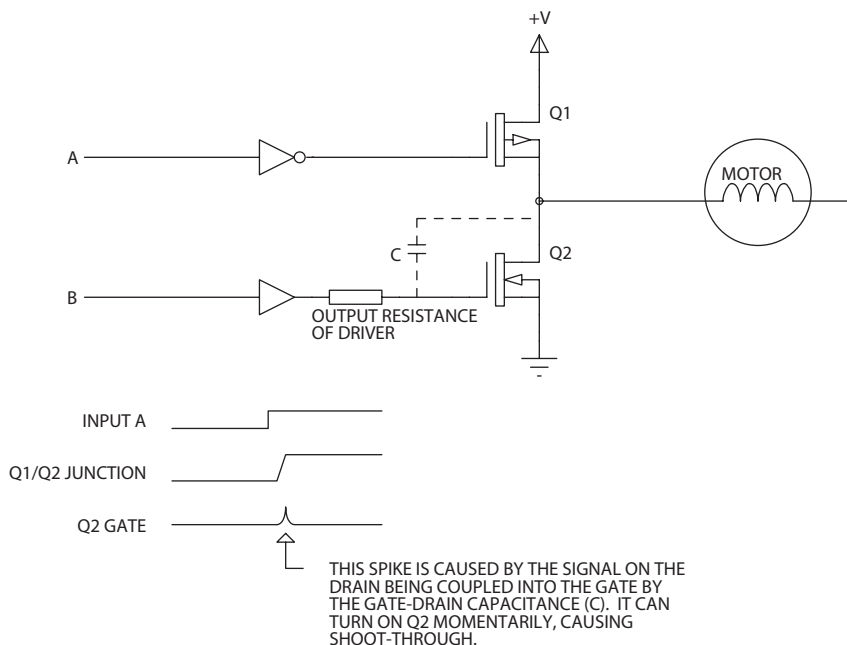 +V
Q1
A
MOTOR
C
Q2
B
OUTPUT RESISTANCE
OF DRIVER
INPUT A
Q1/Q2 JUNCTION
Q2 GATE
THIS SPIKE IS CAUSED BY THE SIGNAL ON THE
DRAIN BEING COUPLED INTO THE GATE BY
THE GATE-DRAIN CAPACITANCE (C). IT CAN
TURN ON Q2 MOMENTARILY, CAUSING
SHOOT-THROUGH.